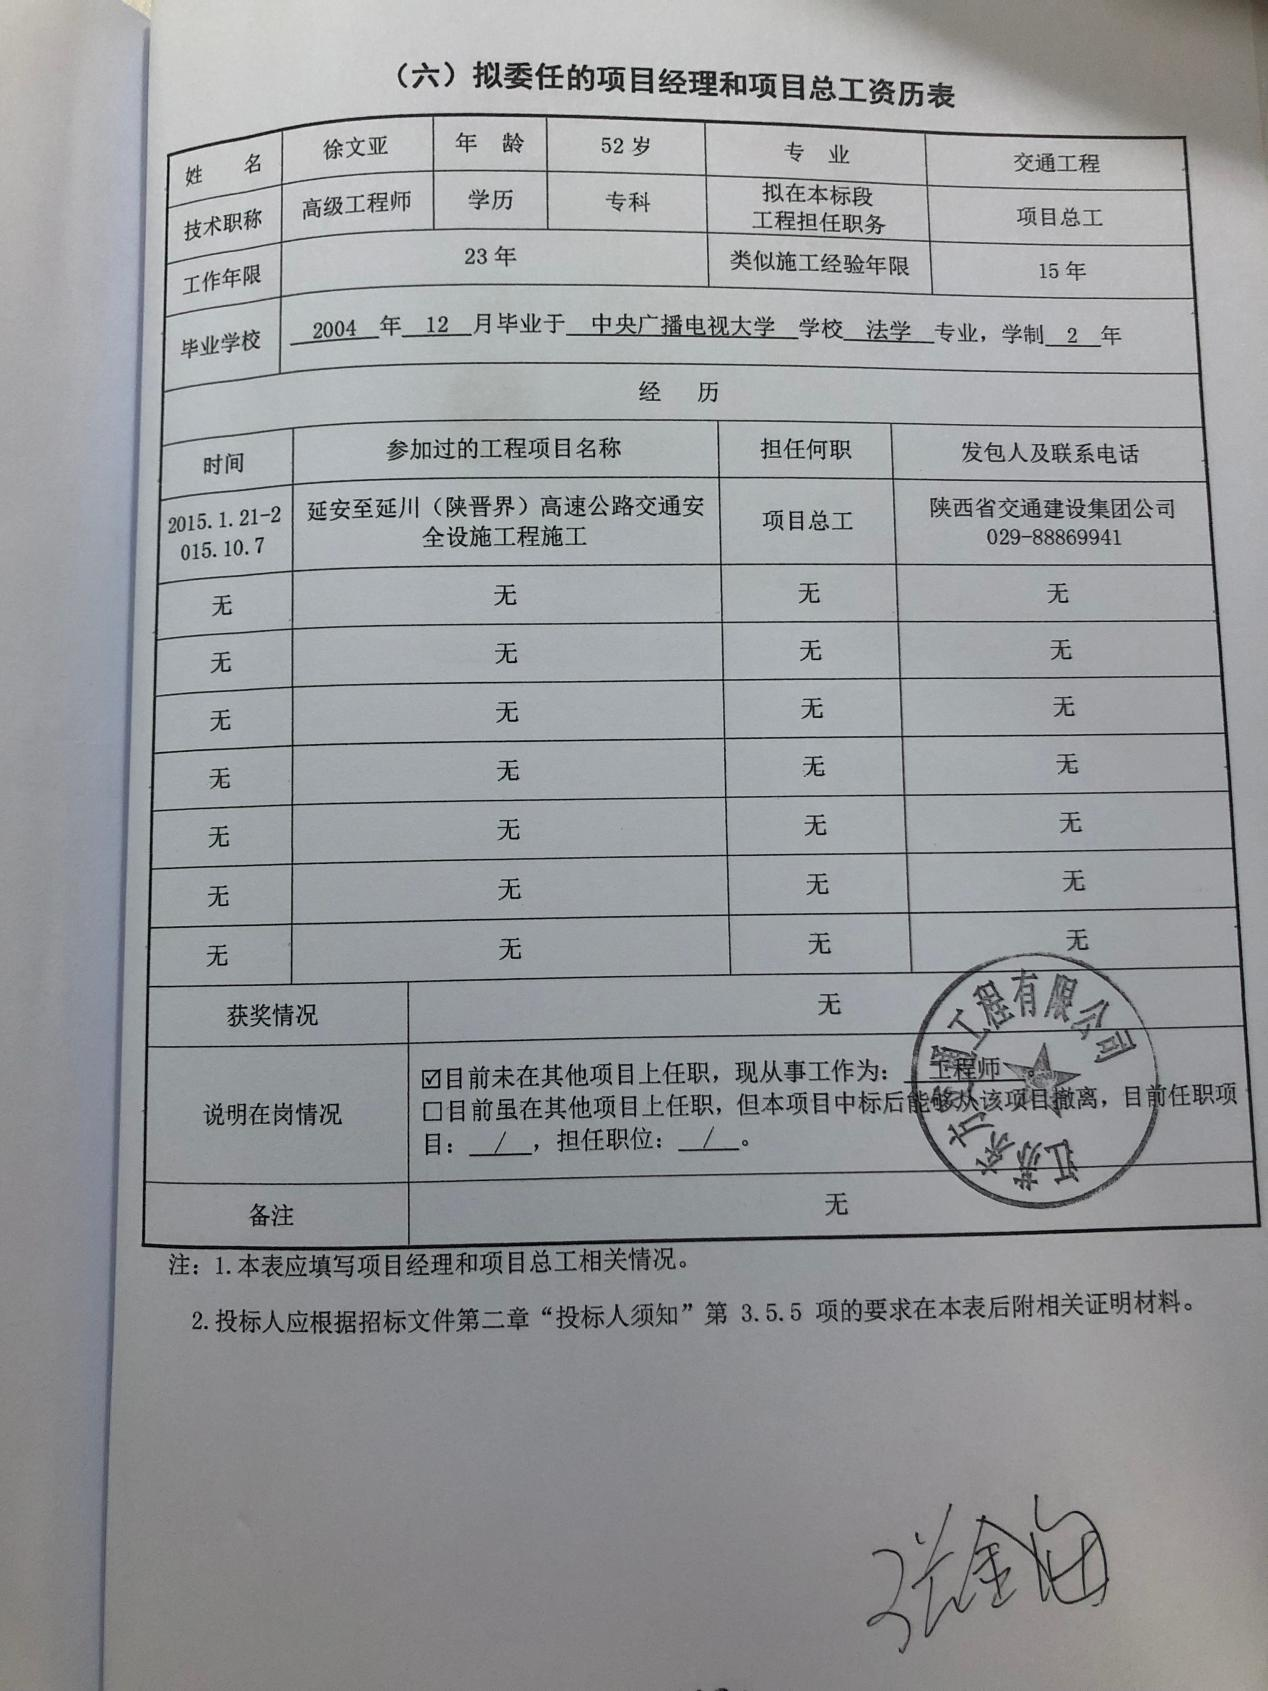 （六）拟委任的项目经理和项目总工资历表
姓 名 徐文亚 年 龄 52岁 专 业 交通工程
技术职称 高级工程师 学历 专科 拟在本标段 工程担任职务 项目总工
工作年限 23年 类似施工经验年限 15年
毕业学校 2004 年 12 月毕业于 中央广播电视大学 学校 法学 专业，学制 2 年
经 历
时间 参加过的工程项目名称 担任何职 发包人及联系电话
2015.1.21-2 延安至延川（陕晋界）高速公路交通安 项目总工 陕西省交通建设集团公司
015.10.7 全设施工程施工 029-88869941
无 无 无 无
无 无 无 无
无 无 无 无
无 无 无 无
无 无 无 无
无 无 无 无
无 无 无 无
获奖情况 无
说明在岗情况
☑目前未在其他项目上任职，现从事工作为： 工程师 。
□目前虽在其他项目上任职，但本项目中标后能够从该项目撤离，目前任职项
目： / ，担任职位： / 。
备注 无
江苏东方交通工程有限公司
注：1.本表应填写项目经理和项目总工相关情况。
2.投标人应根据招标文件第二章“投标人须知”第 3.5.5 项的要求在本表后附相关证明材料。
张金海